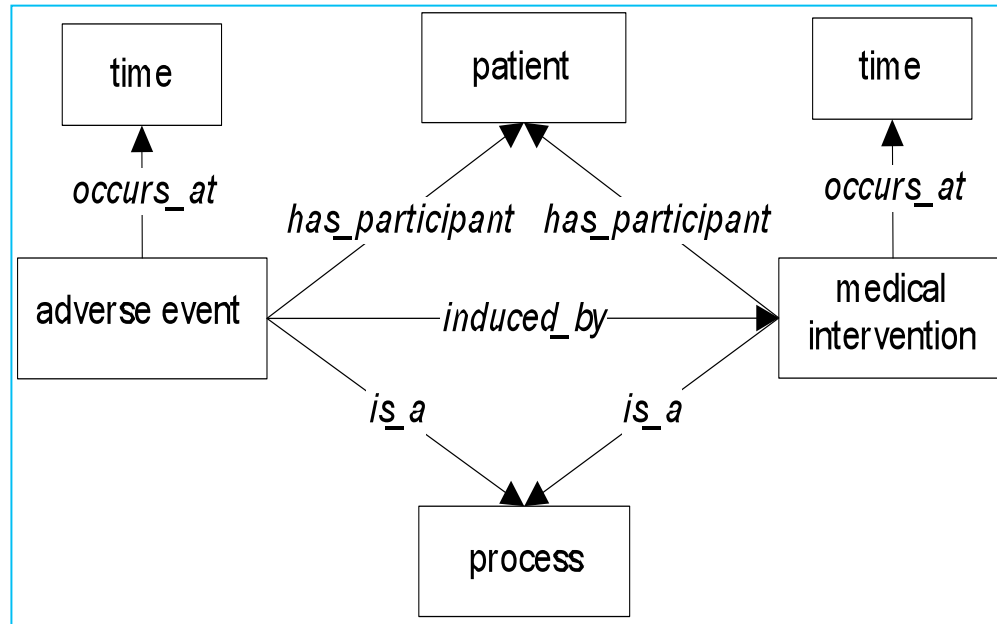 time
patient
time
occurs_at
occurs_at
has_participant
has_participant
adverse event
induced_by
medical
intervention
is_a
is_a
process